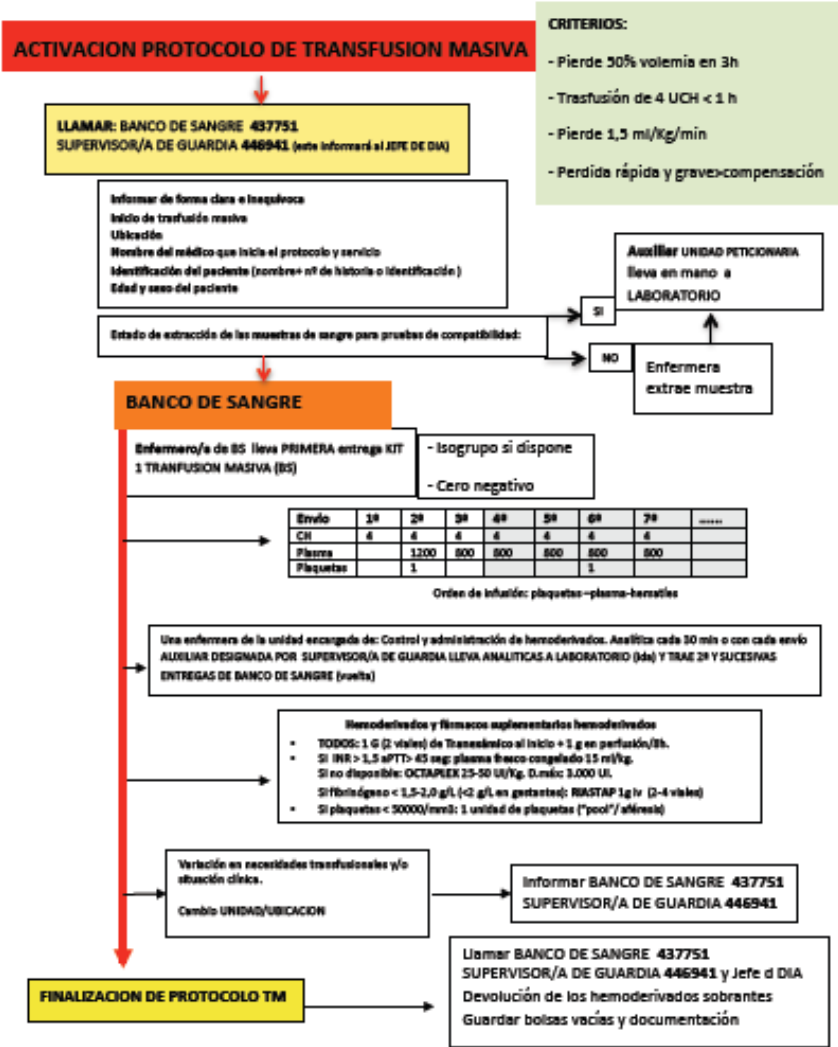 ACTIVACION PROTOCOLO DE TRANSFUSION MASIVA
CRITERIOS:
- Pierde 50% volemia en 3h
- Trasfusión de 4 UCH < 1 h
- Pierde 1,5 ml/Kg/min
- Perdida rápida y grave>compensación
LLAMAR: BANCO DE SANGRE 437751
SUPERVISOR/A DE GUARDIA 446941 (este informará al JEFE DE DIA)
Informar de forma clara e inequívoca
Inicio de tranfusión masiva
Ubicación
Nombre del médico que inicia el protocolo y servicio
Identificación del paciente (nombre+ nº de historia o identificación )
Edad y sexo del paciente
Estado de extracción de las muestras de sangre para pruebas de compatibilidad:
SI
Auxiliar UNIDAD PETICIONARIA
lleva en mano a
LABORATORIO
NO
Enfermera
extrae muestra
BANCO DE SANGRE
Enfermero/a de BS lleva PRIMERA entrega KIT
1 TRANFUSION MASIVA (BS)
- Isogrupo si dispone
- Cero negativo
Envío 1º 2º 3º 4º 5º 6º 7º ......
CH 4 4 4 4 4 4 4
Plasma 1200 800 800 800 800 800
Plaquetas 1 1
Orden de infusión: plaquetas–plasma-hematíes
Una enfermera de la unidad encargada de: Control y administración de hemoderivados. Analítica cada 30 min o con cada envío
AUXILIAR DESIGNADA POR SUPERVISOR/A DE GUARDIA LLEVA ANALITICAS A LABORATORIO (ida) Y TRAE 2ª Y SUCESIVAS
ENTREGAS DE BANCO DE SANGRE (vuelta)
Hemoderivados y fármacos suplementarios hemoderivados
• TODOS: 1 G (2 viales) de Tranexámico al inicio + 1 g en perfusión/8h.
• SI INR > 1,5 aPTT> 45 seg: plasma fresco congelado 15 ml/kg.
Si no disponible: OCTAPLEX 25-50 UI/Kg. D.máx: 3.000 UI.
Si fibrinógeno < 1,5-2,0 g/L (<2 g/L en gestantes): RIASTAP 1g iv (2-4 viales)
• Si plaquetas < 50000/mm3: 1 unidad de plaquetas ("pool"/ aféresis)
Variación en necesidades transfusionales y/o
situación clínica.
Cambio UNIDAD/UBICACION
Informar BANCO DE SANGRE 437751
SUPERVISOR/A DE GUARDIA 446941
FINALIZACION DE PROTOCOLO TM
Llamar BANCO DE SANGRE 437751
SUPERVISOR/A DE GUARDIA 446941 y Jefe d DIA
Devolución de los hemoderivados sobrantes
Guardar bolsas vacías y documentación